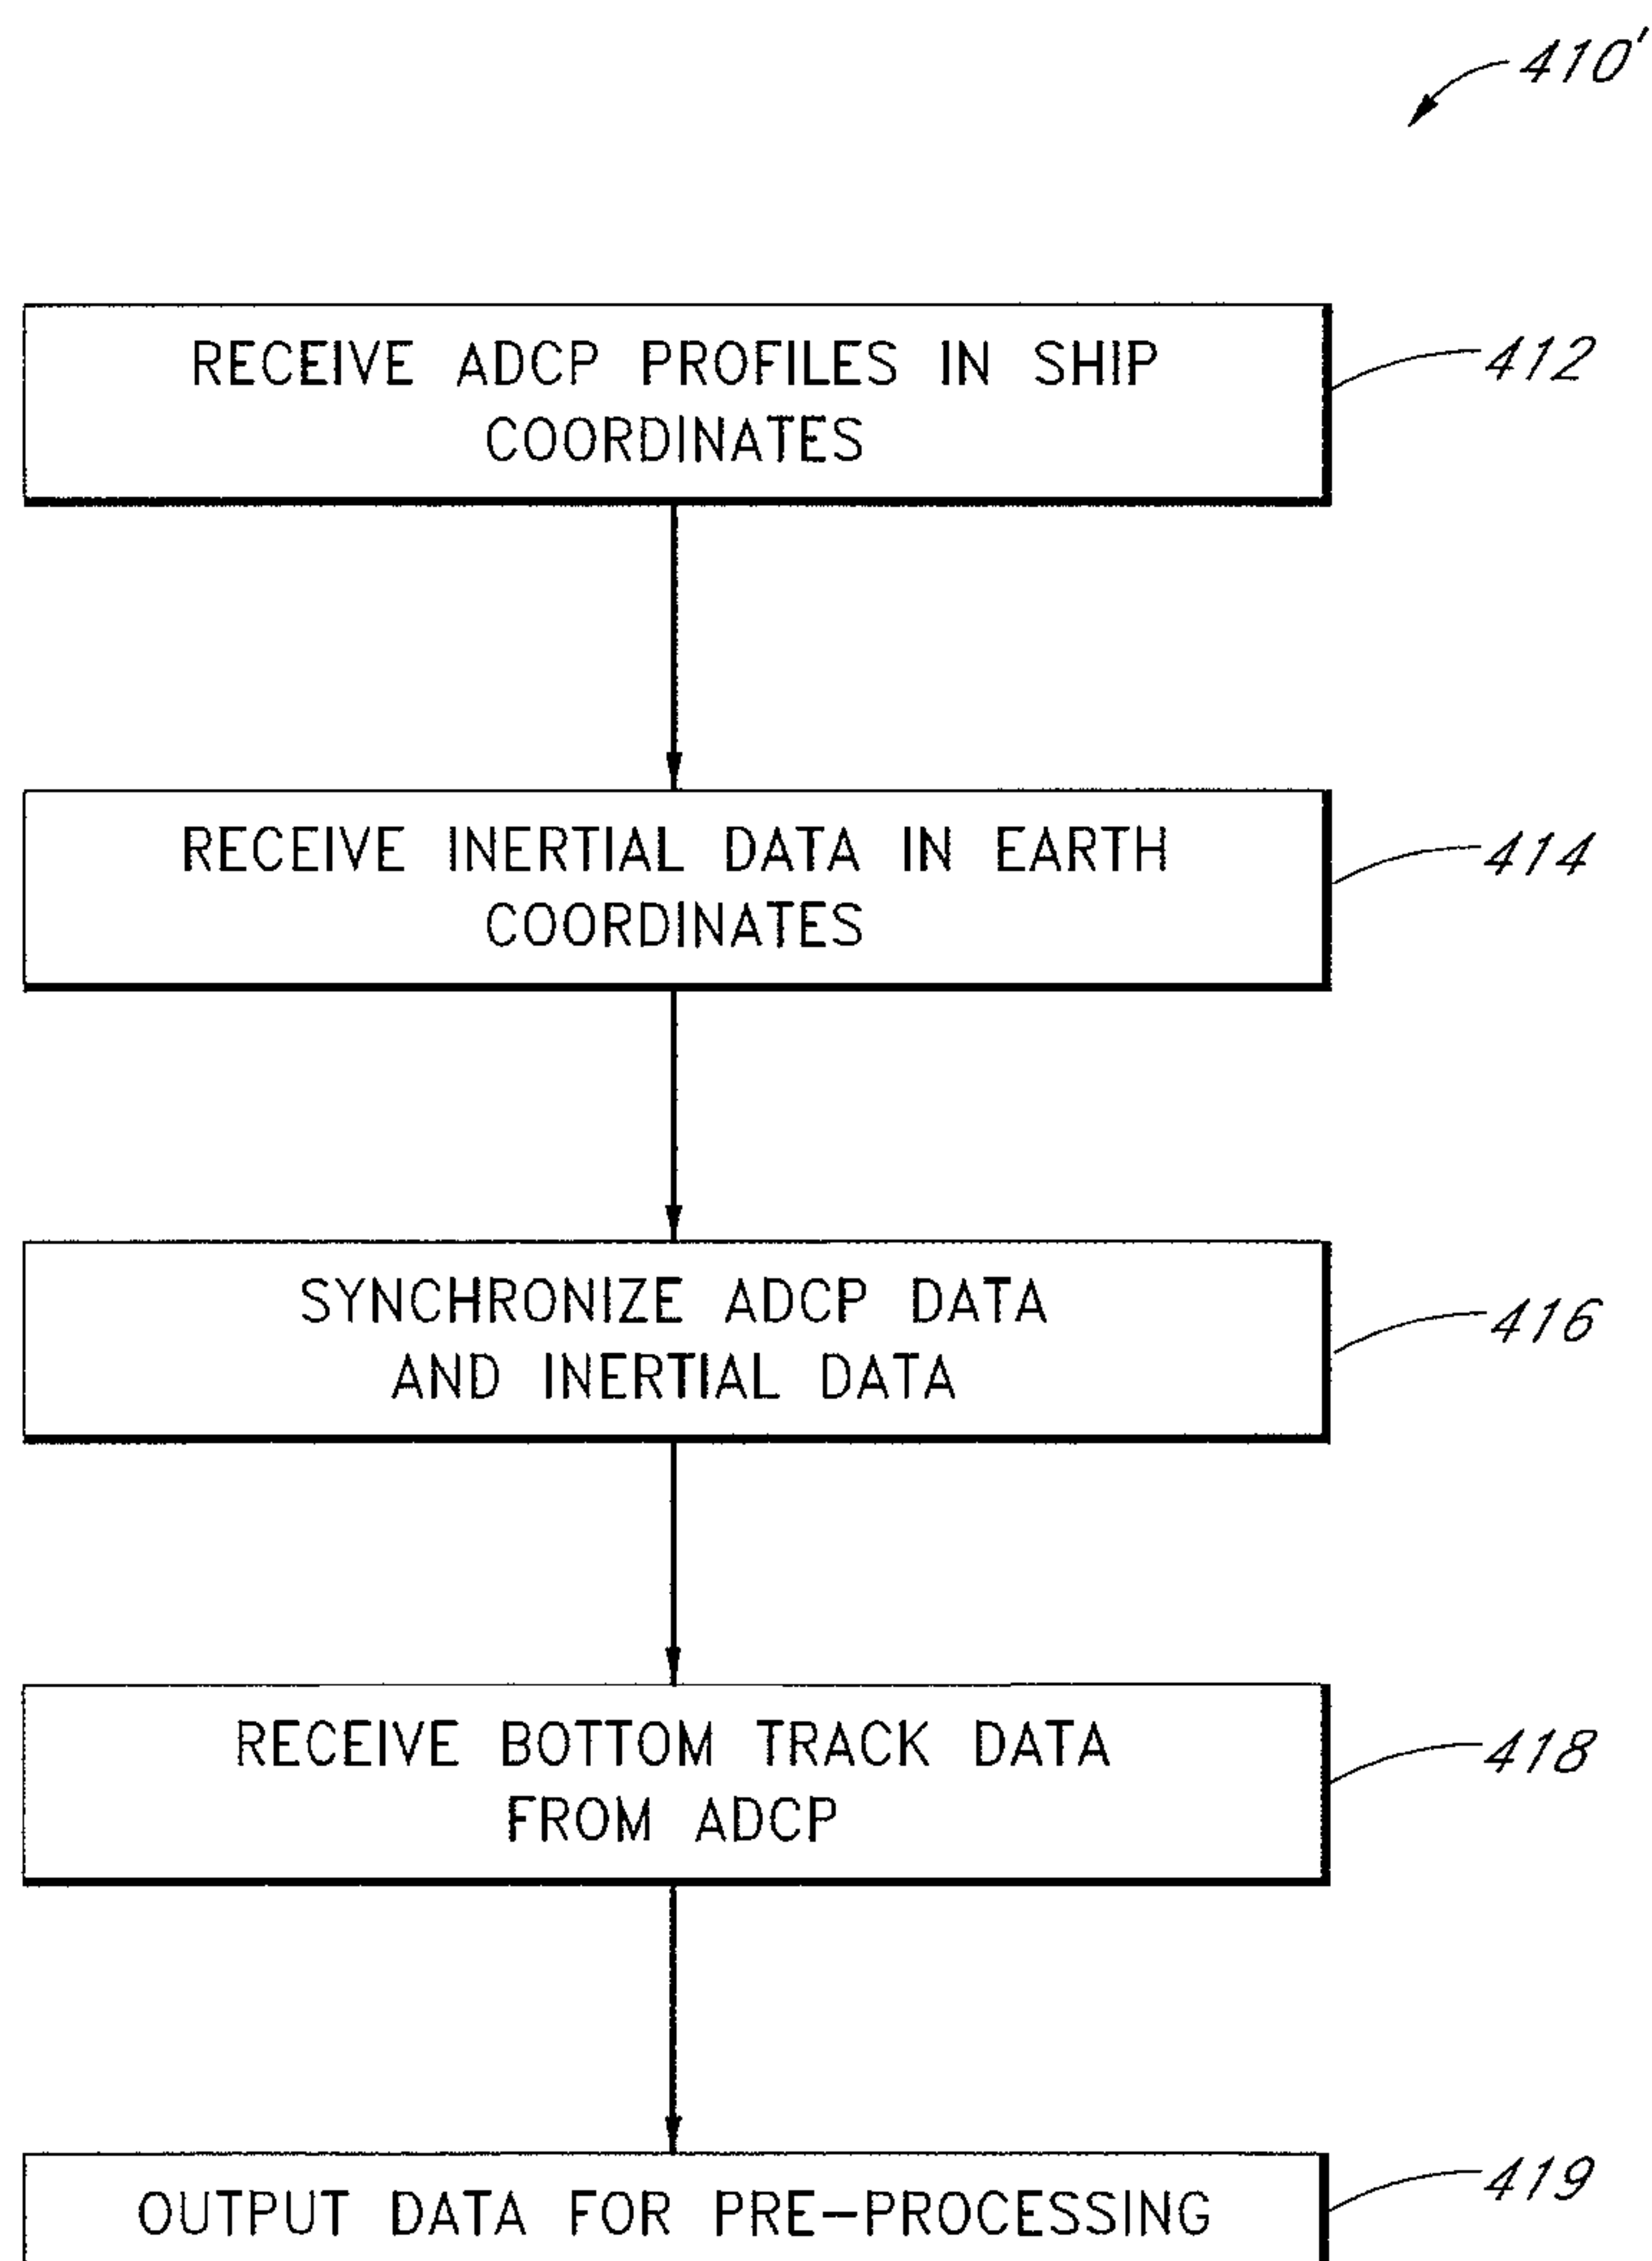 410'
RECEIVE ADCP PROFILES IN SHIP
COORDINATES
412
RECEIVE INERTIAL DATA IN EARTH
COORDINATES
414
SYNCHRONIZE ADCP DATA
AND INERTIAL DATA
416
RECEIVE BOTTOM TRACK DATA
FROM ADCP
418
OUTPUT DATA FOR PRE-PROCESSING
419